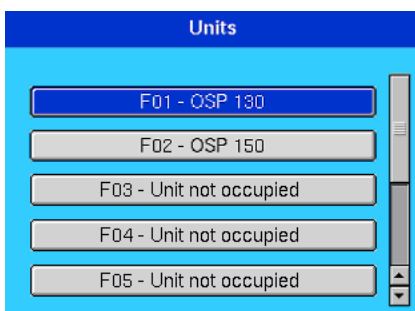 Units
F01 - OSP 130
F02 - OSP 150
F03 - Unit not occupied
F04 - Unit not occupied
F05 - Unit not occupied